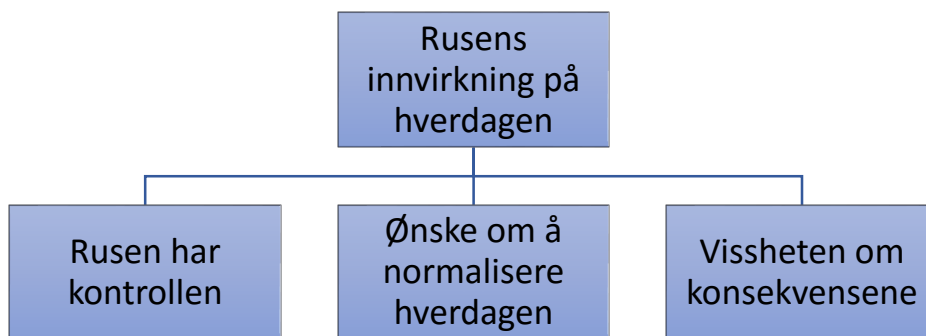 Rusens
innvirkning på
hverdagen
Rusen har
kontrollen
Ønske om å
normalisere
hverdagen
Vissheten om
konsekvensene